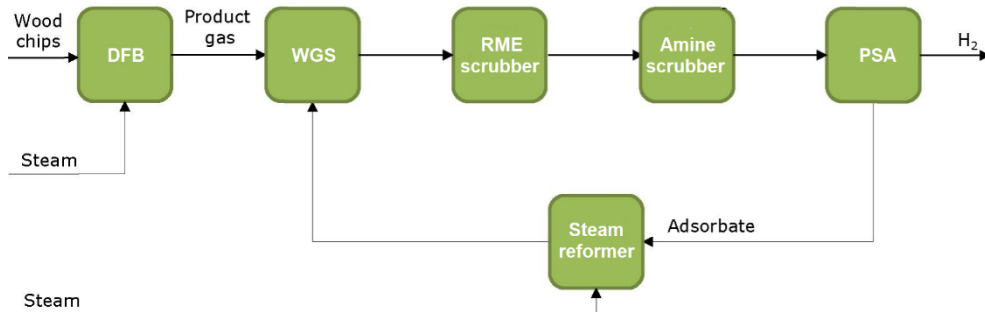 Wood
chips
Product
gas
H₂
DFB
WGS
RME
scrubber
Amine
scrubber
PSA
Steam
Steam
reformer
Adsorbate
Steam